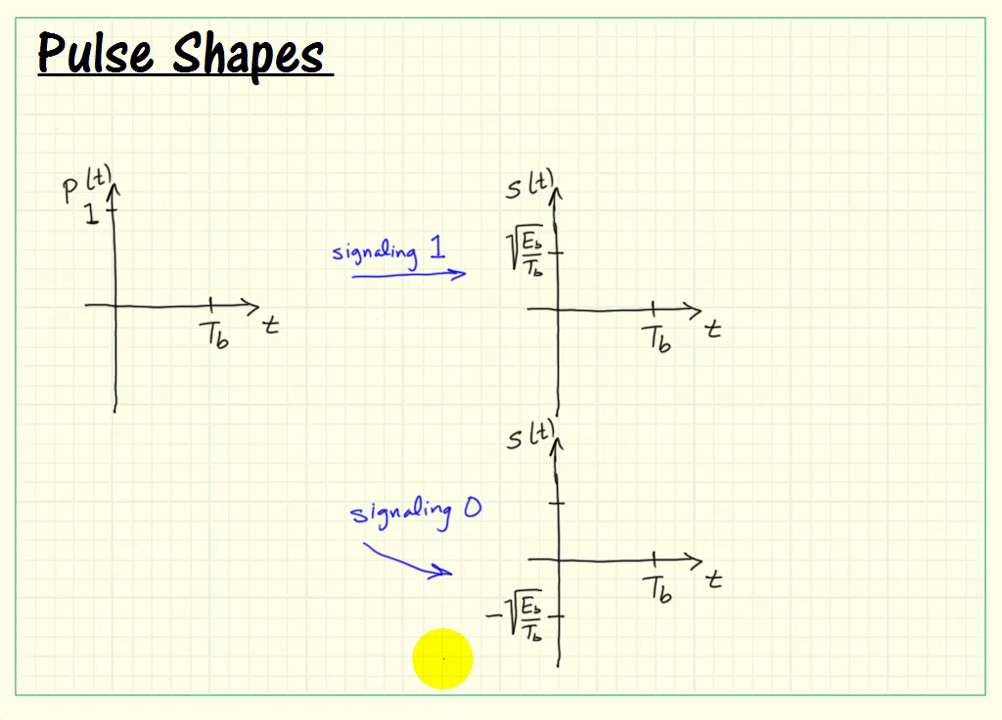 Pulse Shapes
p(t)
1
T_b
t
signaling 1
s(t)
√(E_b/T_b)
T_b
t
signaling 0
s(t)
T_b
t
-√(E_b/T_b)